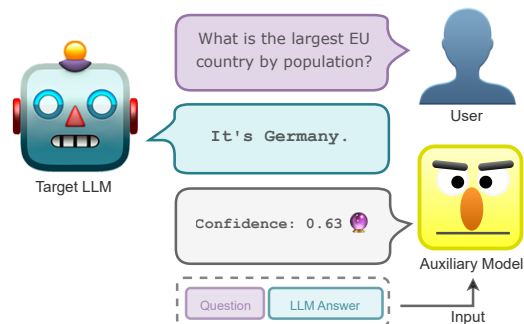 What is the largest EU
country by population?
User
It's Germany.
Target LLM
Confidence: 0.63
Auxiliary Model
Question
LLM Answer
Input